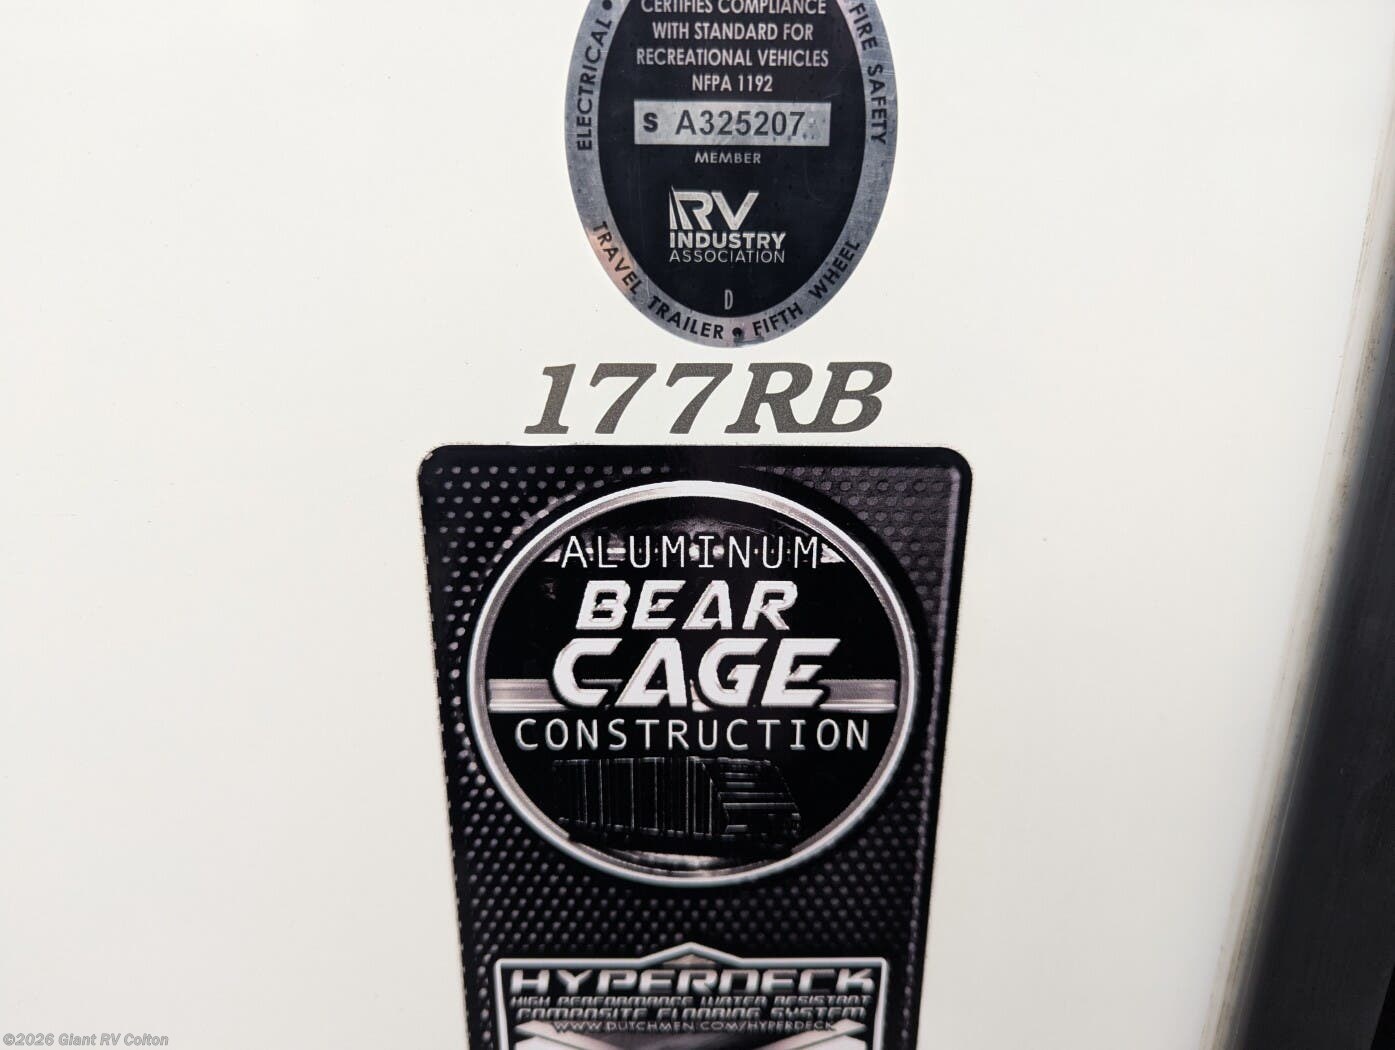 CERTIFIES COMPLIANCE
WITH STANDARD FOR
RECREATIONAL VEHICLES
NFPA 1192
S A325207
MEMBER
RV
INDUSTRY
ASSOCIATION
D
ELECTRICAL •
FIRE SAFETY
TRAVEL TRAILER • FIFTH WHEEL
177RB
ALUMINUM
BEAR
CAGE
CONSTRUCTION
HYPERDECK
HIGH PERFORMANCE WATER RESISTANT
COMPOSITE FLOORING SYSTEM
WWW.DUTCHMEN.COM/HYPERDECK
©2026 Giant RV Colton